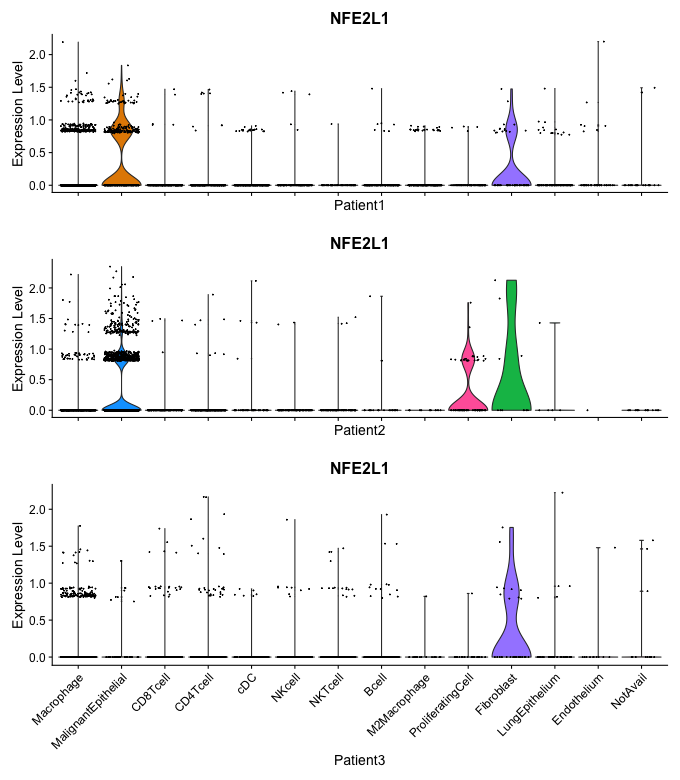 NFE2L1
Expression Level
2.0
1.5
1.0
0.5
0.0
Patient1
NFE2L1
Expression Level
2.0
1.5
1.0
0.5
0.0
Patient2
NFE2L1
Expression Level
2.0
1.5
1.0
0.5
0.0
Macrophage
MalignantEpithelial
CD8Tcell
CD4Tcell
cDC
NKcell
NKTcell
Bcell
M2Macrophage
ProliferatingCell
Fibroblast
LungEpithelium
Endothelium
NotAvail
Patient3